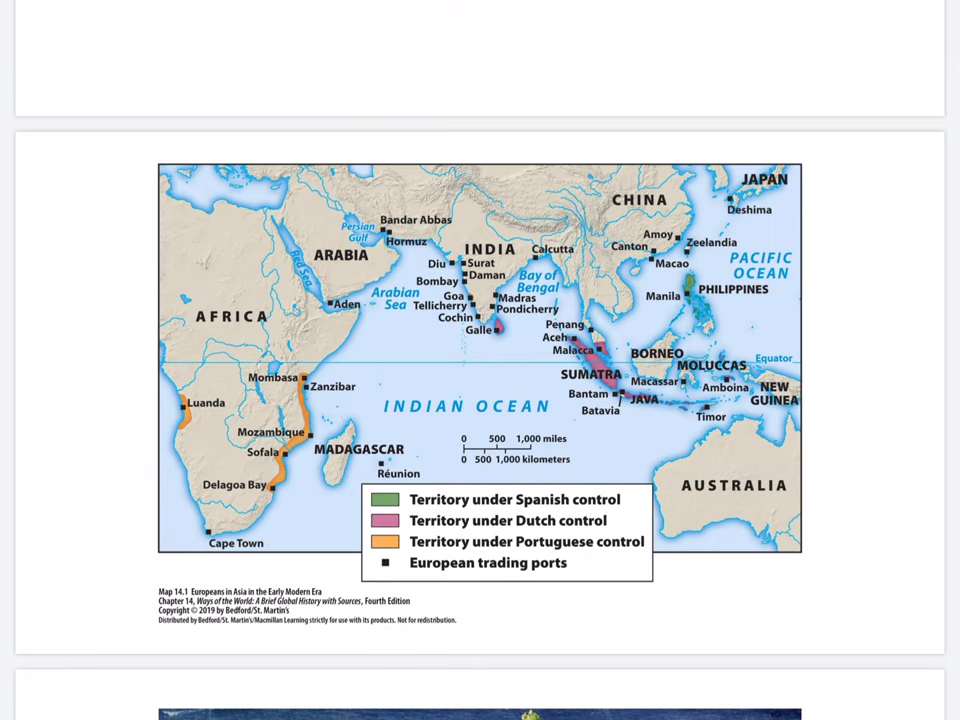 JAPAN
CHINA
Deshima
Bandar Abbas
Persian
Gulf
Hormuz
Amoy
Zeelandia
Canton
INDIA
Calcutta
ARABIA
Red Sea
Diu
Surat
Macao
PACIFIC
OCEAN
Daman
Bay of
Bengal
Bombay
PHILIPPINES
Manila
Arabian
Sea
Goa
Madras
Aden
Tellicherry
Pondicherry
AFRICA
Cochin
Galle
Penang
Aceh
Malacca
BORNEO
Equator
MOLUCCAS
SUMATRA
Macassar
Amboina
NEW
GUINEA
Mombasa
Zanzibar
Bantam
JAVA
Luanda
INDIAN OCEAN
Batavia
Timor
Mozambique
0 500 1,000 miles
0 500 1,000 kilometers
Sofala
MADAGASCAR
Réunion
Delagoa Bay
AUSTRALIA
Cape Town
Territory under Spanish control
Territory under Dutch control
Territory under Portuguese control
European trading ports
Map 14.1 Europeans in Asia in the Early Modern Era
Chapter 14, Ways of the World: A Brief Global History with Sources, Fourth Edition
Copyright © 2019 by Bedford/St. Martin's
Distributed by Bedford/St. Martin's/Macmillan Learning strictly for use with its products. Not for redistribution.